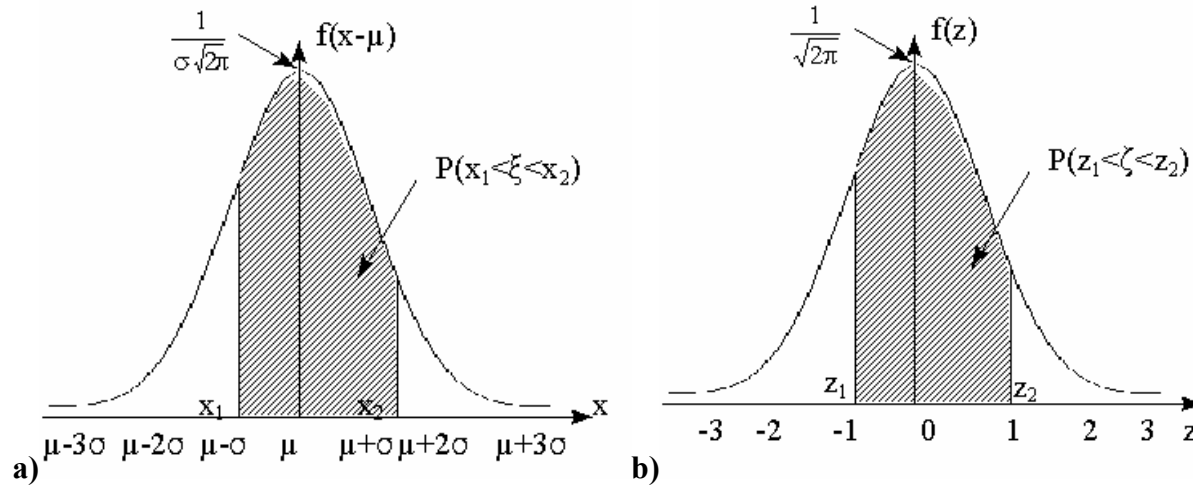 1/(σ√2π)
f(x-μ)
P(x₁<ξ<x₂)
x₁
x₂
x
μ-3σ μ-2σ μ-σ μ μ+σ μ+2σ μ+3σ
a)
1/√2π
f(z)
P(z₁<ζ<z₂)
z₁
z₂
-3 -2 -1 0 1 2 3 z
b)